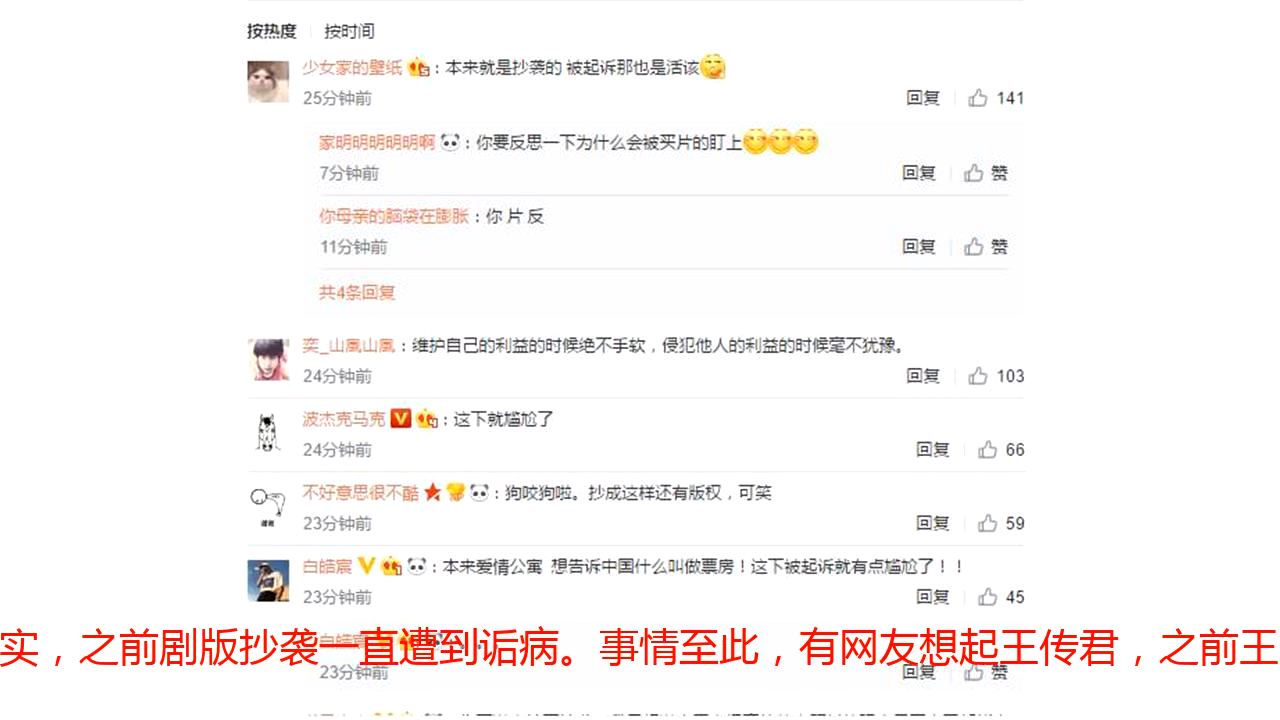 按热度 按时间
少女家的壁纸：本来就是抄袭的 被起诉那也是活该
25分钟前 回复 141
家明明明明明啊：你要反思一下为什么会被买片的盯上
7分钟前 回复 赞
你母亲的脑袋在膨胀：你 片 反
11分钟前 回复 赞
共4条回复
奕_山風山風：维护自己的利益的时候绝不手软，侵犯他人的利益的时候毫不犹豫。
24分钟前 回复 103
波杰克马克：这下就尴尬了
24分钟前 回复 66
不好意思很不酷：狗咬狗啦。抄成这样还有版权，可笑
23分钟前 回复 59
白皓宸：本来爱情公寓 想告诉中国什么叫做票房！这下被起诉就有点尴尬了！！
23分钟前 回复 45
白皓宸
实，之前剧版抄袭一直遭到诟病。事情至此，有网友想起王传君，之前王
23分钟前 回复 赞